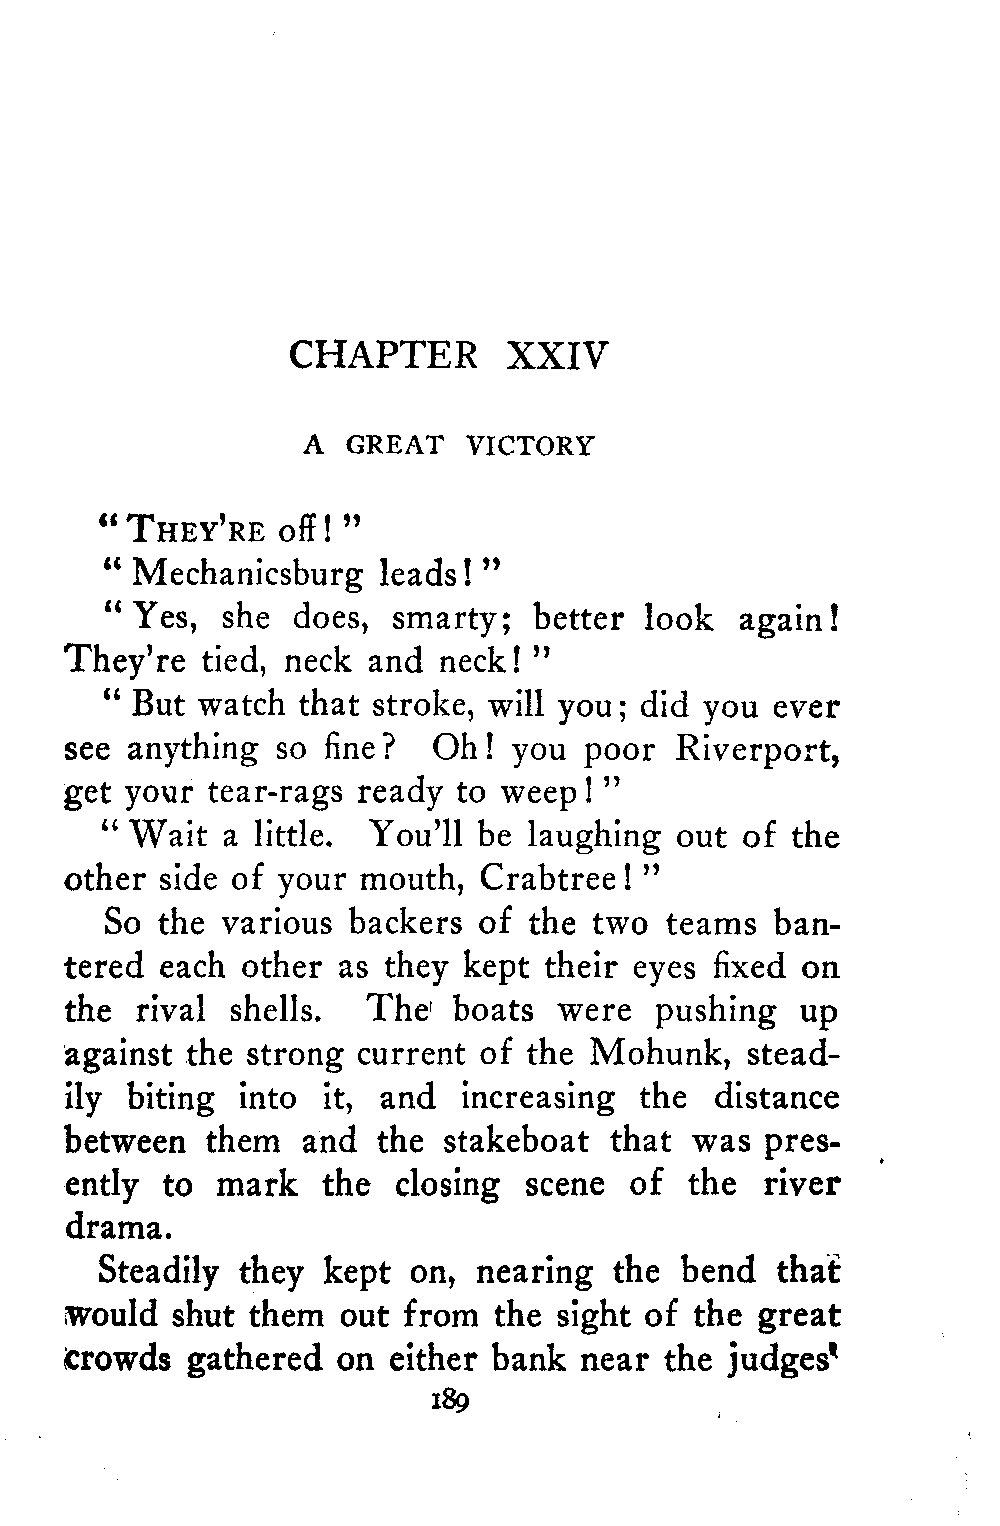 CHAPTER XXIV
A GREAT VICTORY
"THEY'RE off!"
"Mechanicsburg leads!"
"Yes, she does, smarty; better look again!
They're tied, neck and neck!"
"But watch that stroke, will you; did you ever
see anything so fine? Oh! you poor Riverport,
get your tear-rags ready to weep!"
"Wait a little. You'll be laughing out of the
other side of your mouth, Crabtree!"
So the various backers of the two teams ban-
tered each other as they kept their eyes fixed on
the rival shells. The boats were pushing up
against the strong current of the Mohunk, stead-
ily biting into it, and increasing the distance
between them and the stakeboat that was pres-
ently to mark the closing scene of the river
drama.
Steadily they kept on, nearing the bend that
would shut them out from the sight of the great
crowds gathered on either bank near the judges'
189